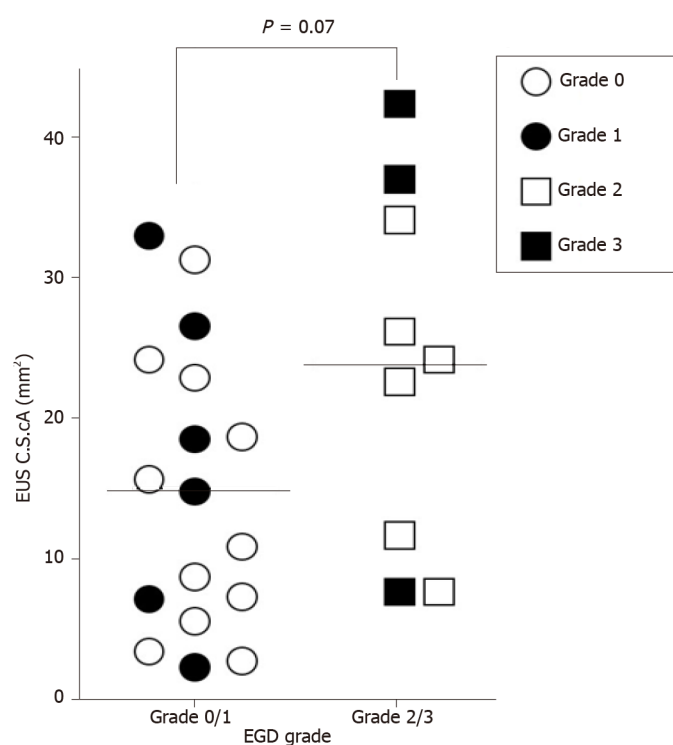 P = 0.07
Grade 0
Grade 1
Grade 2
Grade 3
40
30
20
10
0
EUS C.S.cA (mm²)
Grade 0/1
Grade 2/3
EGD grade